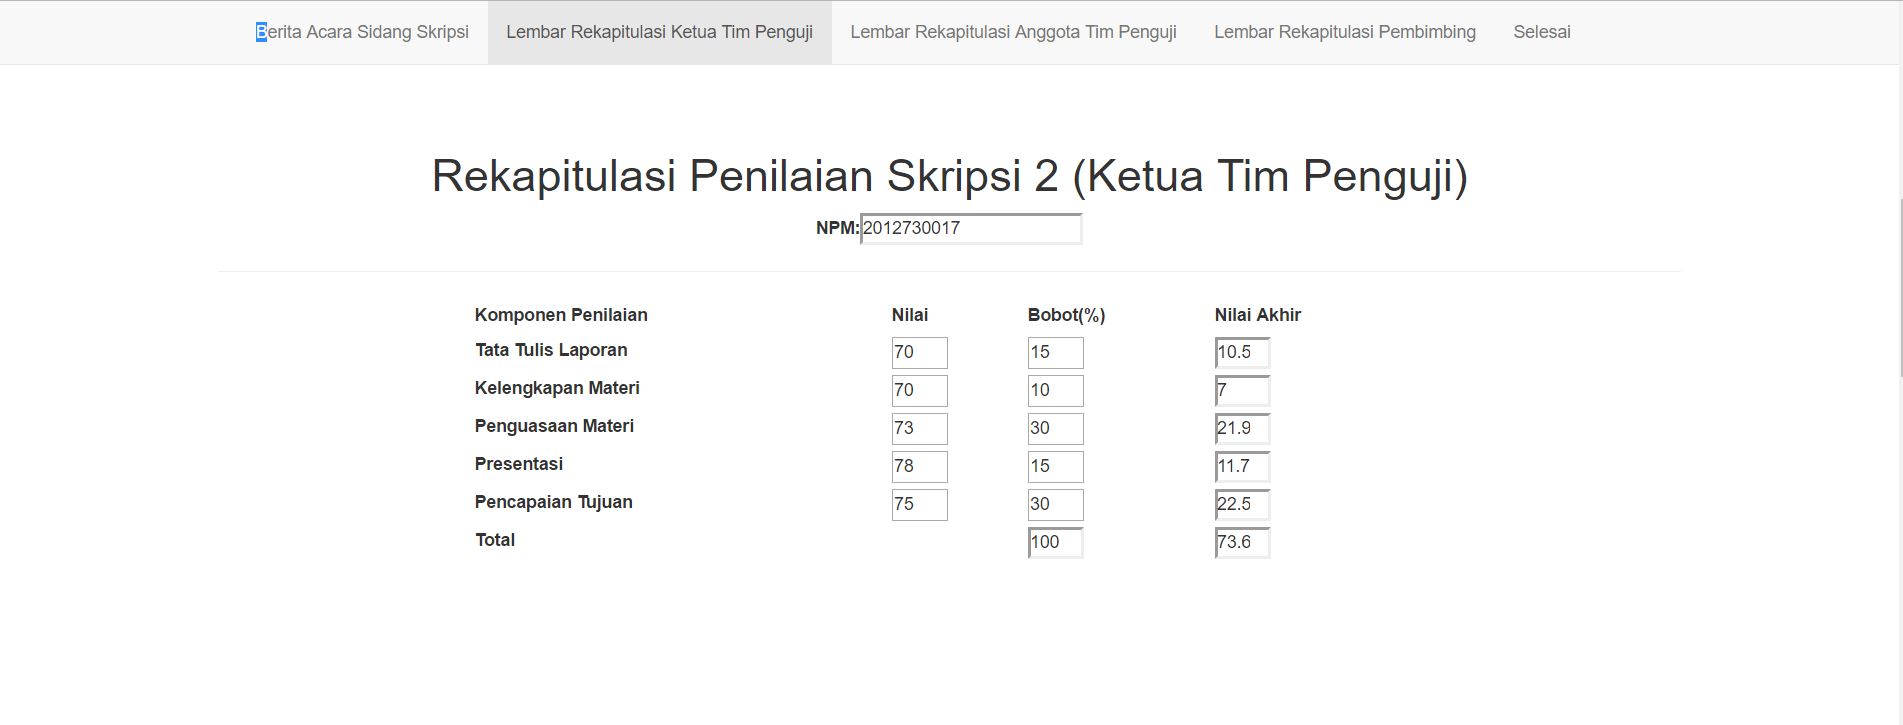 Berita Acara Sidang Skripsi Lembar Rekapitulasi Ketua Tim Penguji Lembar Rekapitulasi Anggota Tim Penguji Lembar Rekapitulasi Pembimbing Selesai
Rekapitulasi Penilaian Skripsi 2 (Ketua Tim Penguji)
NPM: 2012730017
Komponen Penilaian Nilai Bobot(%) Nilai Akhir
Tata Tulis Laporan 70 15 10.5
Kelengkapan Materi 70 10 7
Penguasaan Materi 73 30 21.9
Presentasi 78 15 11.7
Pencapaian Tujuan 75 30 22.5
Total 100 73.6